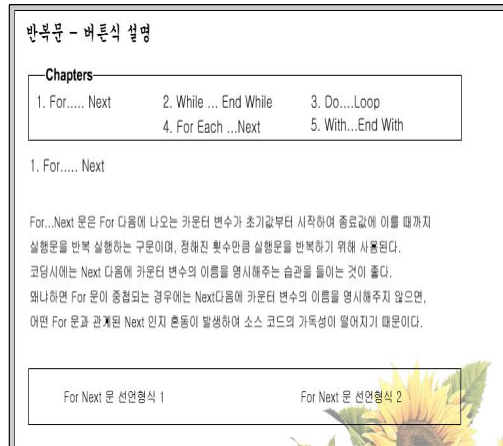 반복문 - 버튼식 설명
Chapters
1. For..... Next 2. While ... End While 3. Do....Loop
4. For Each ...Next 5. With...End With
1. For..... Next
For...Next 문은 For 다음에 나오는 카운터 변수가 초기값부터 시작하여 종료값에 이를 때까지
실행문을 반복 실행하는 구문이며, 정해진 횟수만큼 실행문을 반복하기 위해 사용된다.
코딩시에는 Next 다음에 카운터 변수의 이름을 명시해주는 습관을 들이는 것이 좋다.
왜냐하면 For 문이 중첩되는 경우에는 Next다음에 카운터 변수의 이름을 명시해주지 않으면,
어떤 For 문과 관계된 Next 인지 혼동이 발생하여 소스 코드의 가독성이 떨어지기 때문이다.
For Next 문 선언형식 1 For Next 문 선언형식 2